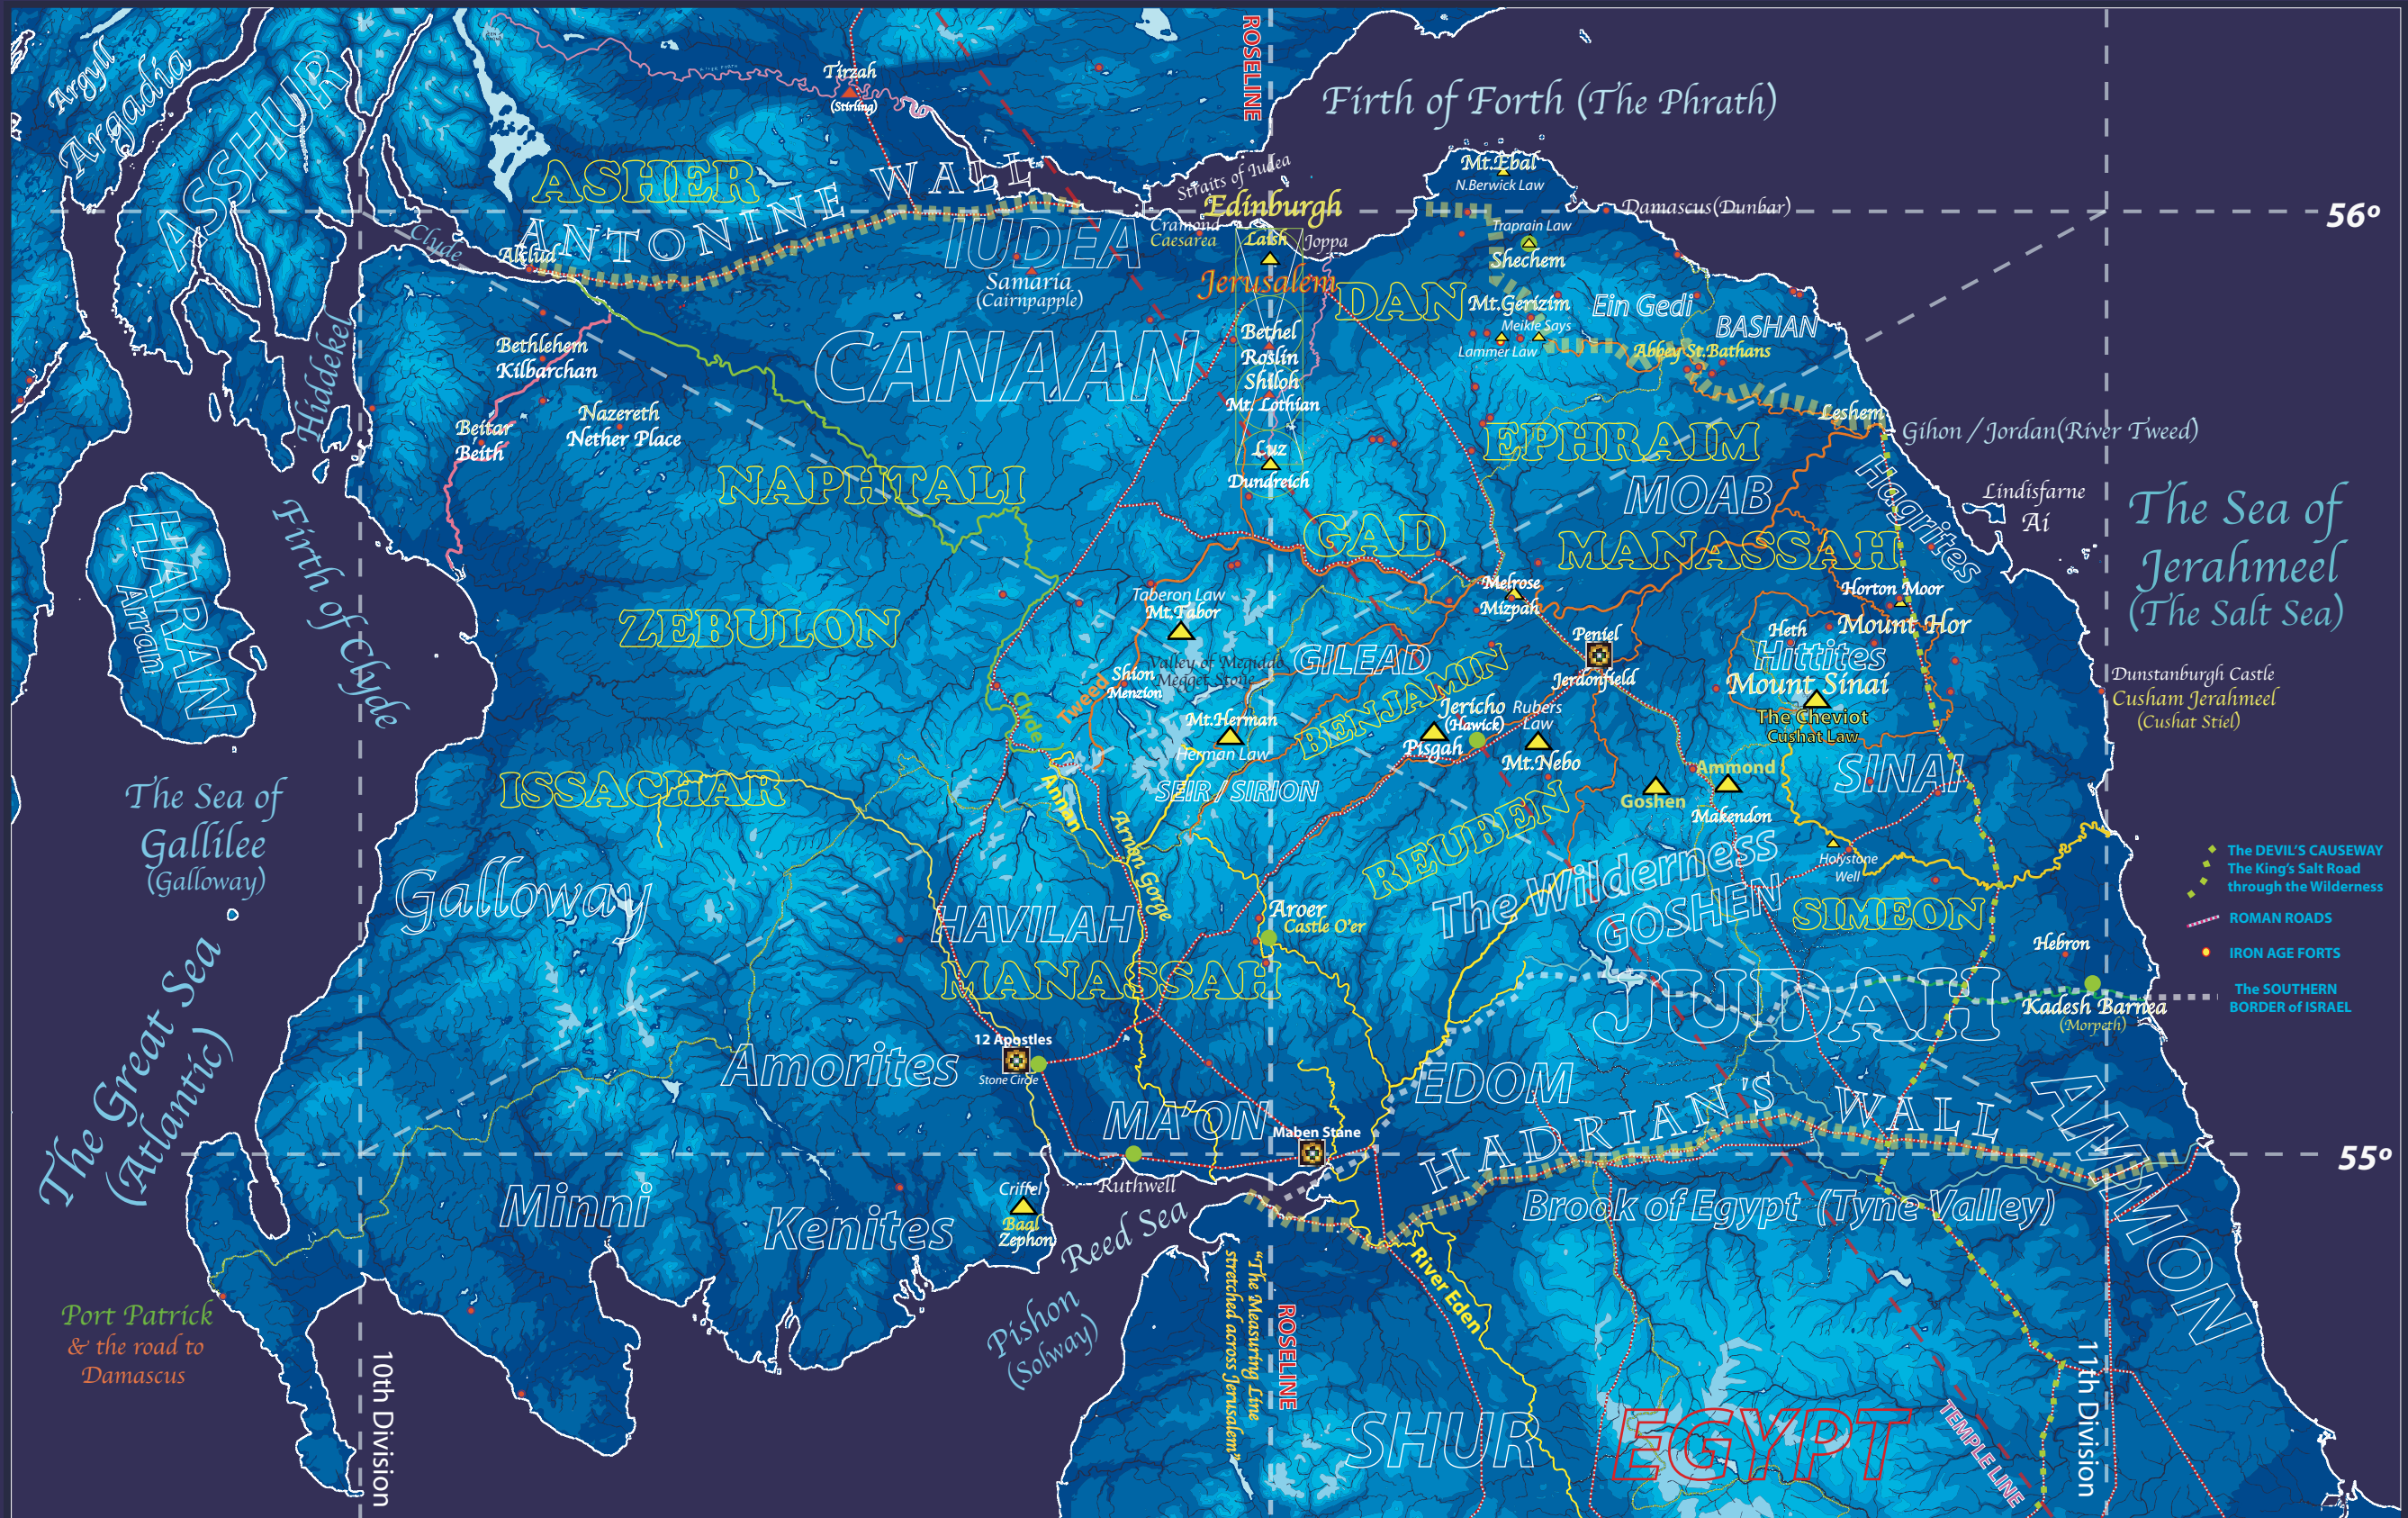 Argyll
Argadia
ASSHUR
Tirzah
(Stirling)
ROSELINE
Firth of Forth (The Phrath)
ASHER
ANTONINE WALL
Straits of Iudea
Edinburgh
Cramond
Caesarea
Laish
Joppa
IUDEA
Samaria
(Cairnpapple)
Jerusalem
Mt.Ebal
N.Berwick Law
Damascus(Dunbar)
56º
Traprain Law
Shechem
Clyde
Alclud
DAN
Mt.Gerizim
Meikle Says
Lammer Law
Ein Gedi
BASHAN
Abbey St.Bathans
CANAAN
Bethel
Roslin
Shiloh
Mt. Lothian
Luz
Dundreich
Hiddekel
Bethlehem
Kilbarchan
Nazereth
Nether Place
Beitar
Beith
Leshem
Gihon / Jordan(River Tweed)
EPHRAIM
MOAB
Hagrites
Lindisfarne
Ai
The Sea of
Jerahmeel
(The Salt Sea)
NAPHTALI
GAD
MANASSAH
HARAN
Arran
Firth of Clyde
ZEBULON
Taberon Law
Mt.Tabor
Melrose
Mizpah
Horton Moor
Mount Hor
Heth
Hittites
Mount Sinai
The Cheviot
Cushat Law
Peniel
Jerdonfield
Valley of Megiddo
Megget Stone
Shion
Menzion
GILEAD
BENJAMIN
Tweed
Clyde
Mt.Herman
Herman Law
Jericho
(Hawick)
Pisgah
Rubers
Law
Mt.Nebo
Dunstanburgh Castle
Cusham Jerahmeel
(Cushat Stiel)
The Sea of
Gallilee
(Galloway)
ISSACHAR
Annan
SEIR / SIRION
Goshen
Ammond
Makendon
SINAI
REUBEN
Arnan Gorge
Holystone
Well
The DEVIL'S CAUSEWAY
The King's Salt Road
through the Wilderness
ROMAN ROADS
IRON AGE FORTS
The SOUTHERN
BORDER of ISRAEL
Galloway
HAVILAH
MANASSAH
Aroer
Castle O'er
The Wilderness
GOSHEN
SIMEON
Hebron
JUDAH
Kadesh Barnea
(Morpeth)
The Great Sea
(Atlantic)
12 Apostles
Stone Circle
Amorites
MA'ON
Maben Stane
EDOM
HADRIAN'S WALL
AMMON
55º
Minni
Kenites
Criffel
Baal
Zephon
Ruthwell
Reed Sea
Brook of Egypt (Tyne Valley)
Pishon
(Solway)
"The Measuring Line
stretched across Jerusalem"
ROSELINE
River Eden
Port Patrick
& the road to
Damascus
10th Division
SHUR
EGYPT
TEMPLE LINE
11th Division